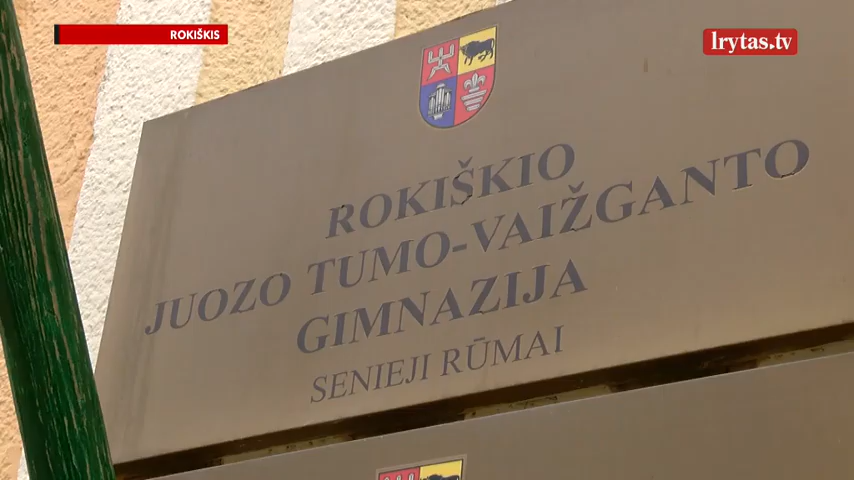 ROKIŠKIS
lrytas.tv
ROKIŠKIO
JUOZO TUMO-VAIŽGANTO
GIMNAZIJA
SENIEJI RŪMAI